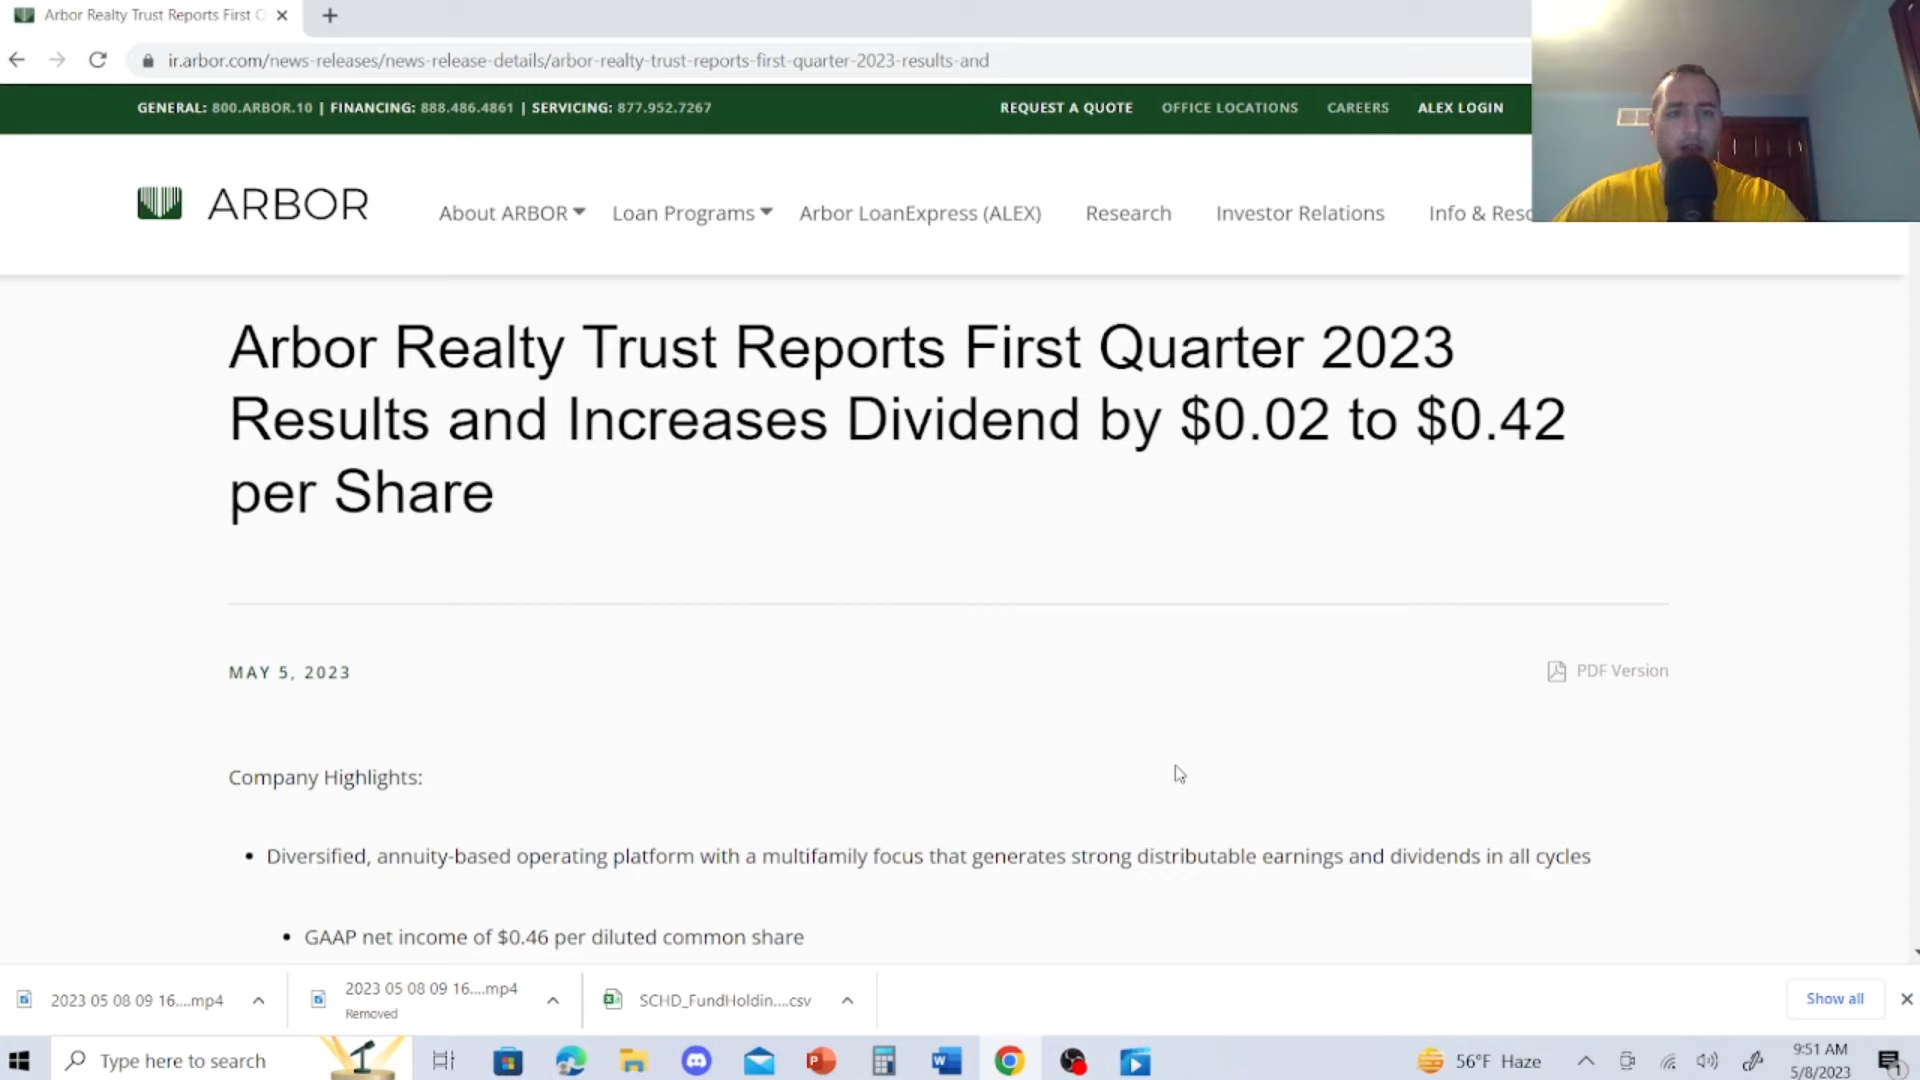 Arbor Realty Trust Reports First
ir.arbor.com/news-releases/news-release-details/arbor-realty-trust-reports-first-quarter-2023-results-and
GENERAL: 800.ARBOR.10 | FINANCING: 888.486.4861 | SERVICING: 877.952.7267
REQUEST A QUOTE OFFICE LOCATIONS CAREERS ALEX LOGIN
ARBOR
About ARBOR Loan Programs Arbor LoanExpress (ALEX) Research Investor Relations Info &
Arbor Realty Trust Reports First Quarter 2023
Results and Increases Dividend by $0.02 to $0.42
per Share
MAY 5, 2023
PDF Version
Company Highlights:
• Diversified, annuity-based operating platform with a multifamily focus that generates strong distributable earnings and dividends in all cycles
• GAAP net income of $0.46 per diluted common share
2023 05 08 09 16....mp4
2023 05 08 09 16....mp4
Removed
SCHD_FundHoldin....csv
Show all
Type here to search
56°F Haze
9:51 AM
5/8/2023